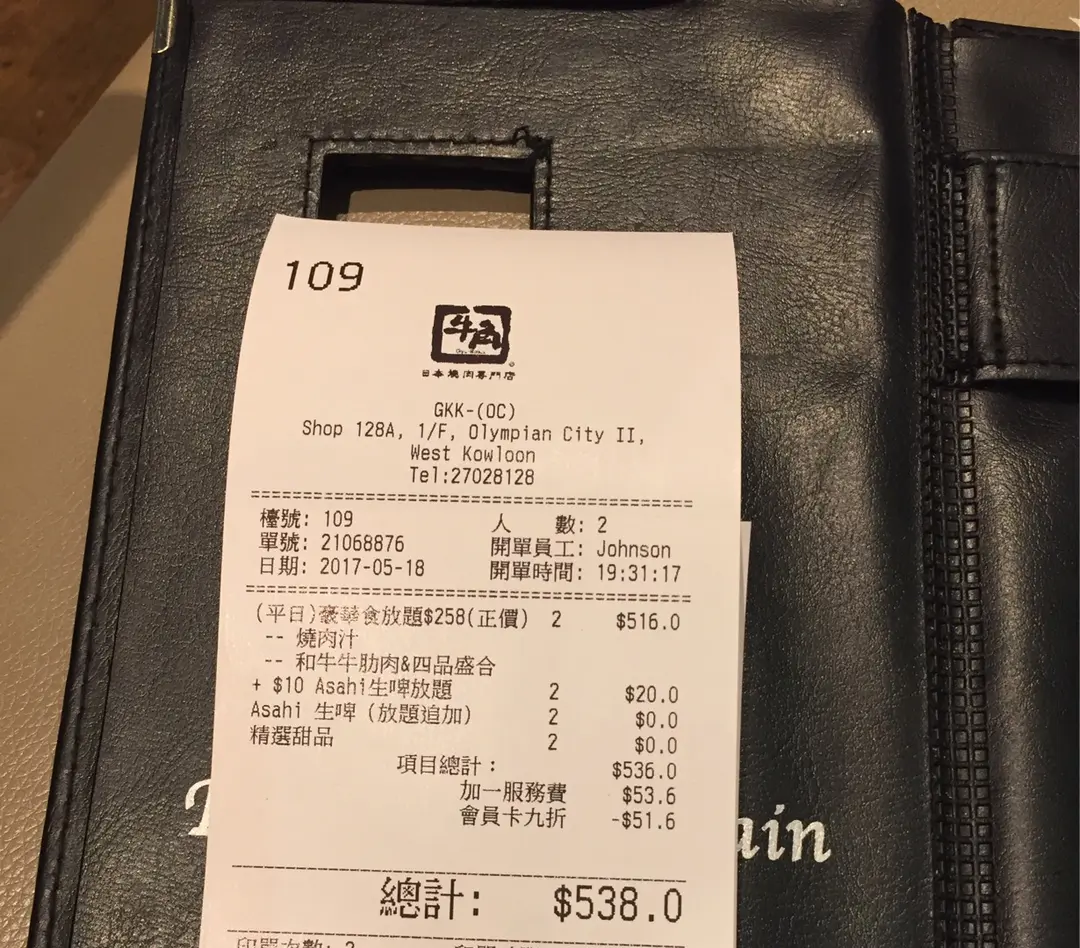 109
牛角
日本燒肉専門店
GKK-(OC)
Shop 128A, 1/F, Olympian City II,
West Kowloon
Tel:27028128
檯號: 109 人 數: 2
單號: 21068876 開單員工: Johnson
日期: 2017-05-18 開單時間: 19:31:17
(平日)豪華食放題$258(正價) 2 $516.0
-- 燒肉汁
-- 和牛牛肋肉&四品盛合
+ $10 Asahi生啤放題 2 $20.0
Asahi 生啤 (放題追加) 2 $0.0
精選甜品 2 $0.0
項目總計: $536.0
加一服務費 $53.6
會員卡九折 -$51.6
ain
總計: $538.0
印單次數: 2